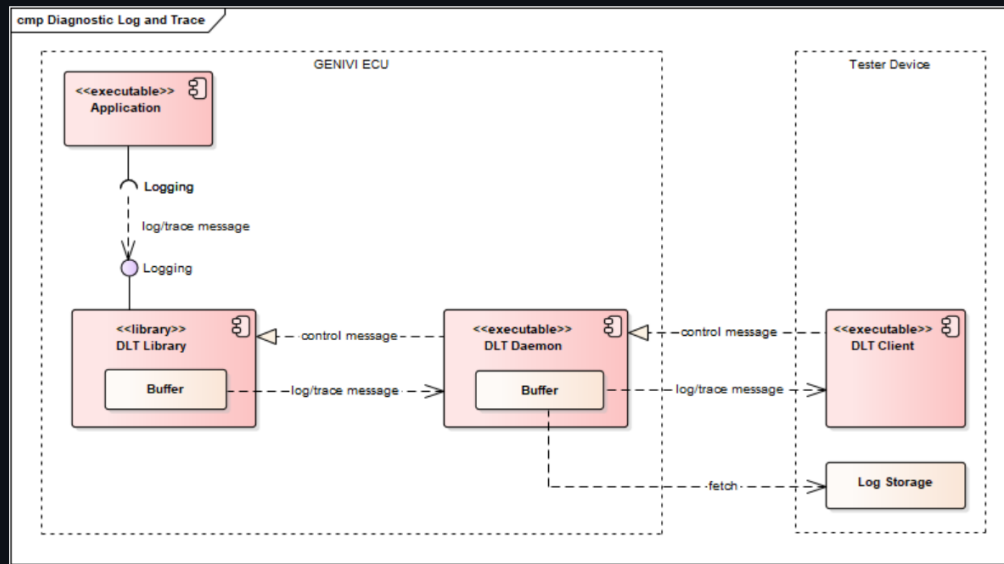 cmp Diagnostic Log and Trace
GENIVI ECU
Tester Device
<<executable>>
Application
Logging
log/trace message
Logging
<<library>>
DLT Library
Buffer
control message
log/trace message
<<executable>>
DLT Daemon
Buffer
control message
log/trace message
fetch
<<executable>>
DLT Client
Log Storage